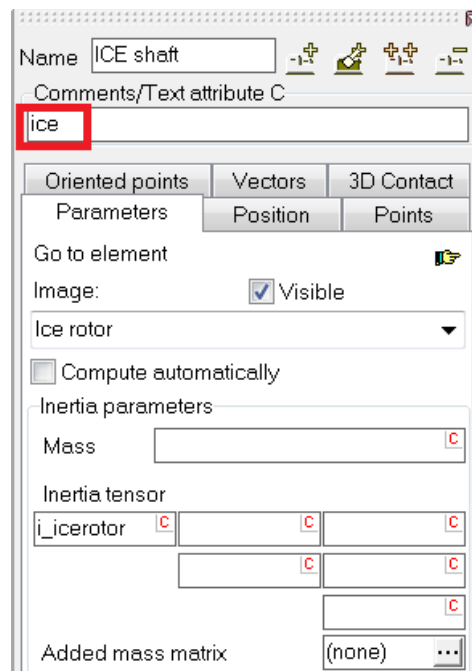 Name ICE shaft
Comments/Text attribute C
ice
Oriented points Vectors 3D Contact
Parameters Position Points
Go to element
Image: Visible
Ice rotor
Compute automatically
Inertia parameters
Mass C
Inertia tensor
i_icerotor C C C
C C
C
Added mass matrix (none) ...